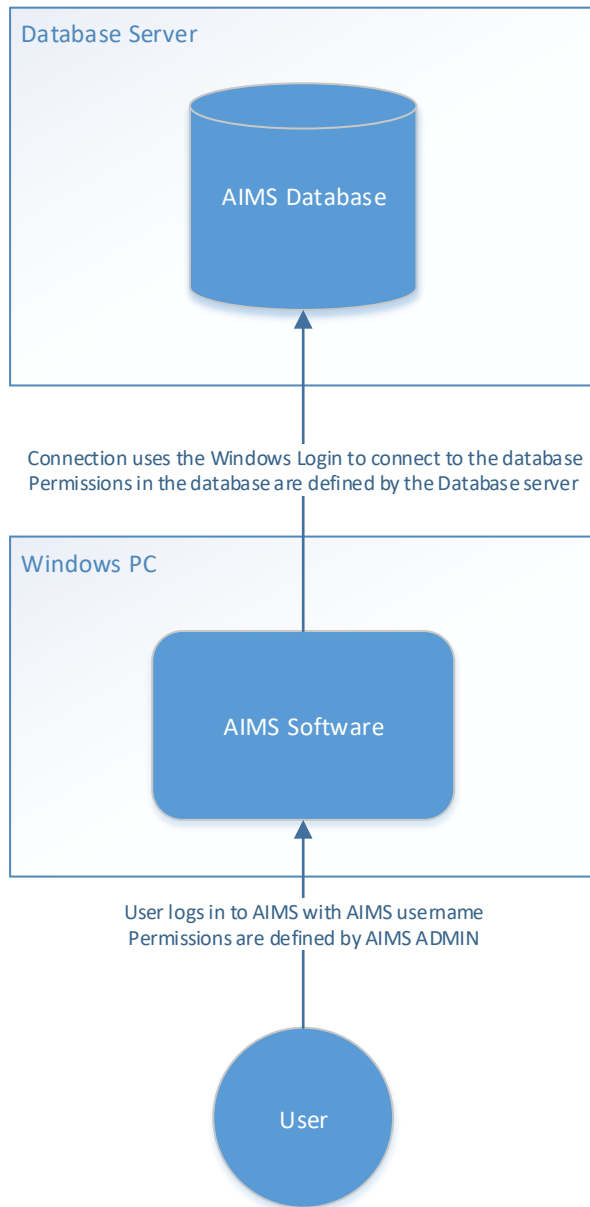 Database Server
AIMS Database
Connection uses the Windows Login to connect to the database
Permissions in the database are defined by the Database server
Windows PC
AIMS Software
User logs in to AIMS with AIMS username
Permissions are defined by AIMS ADMIN
User